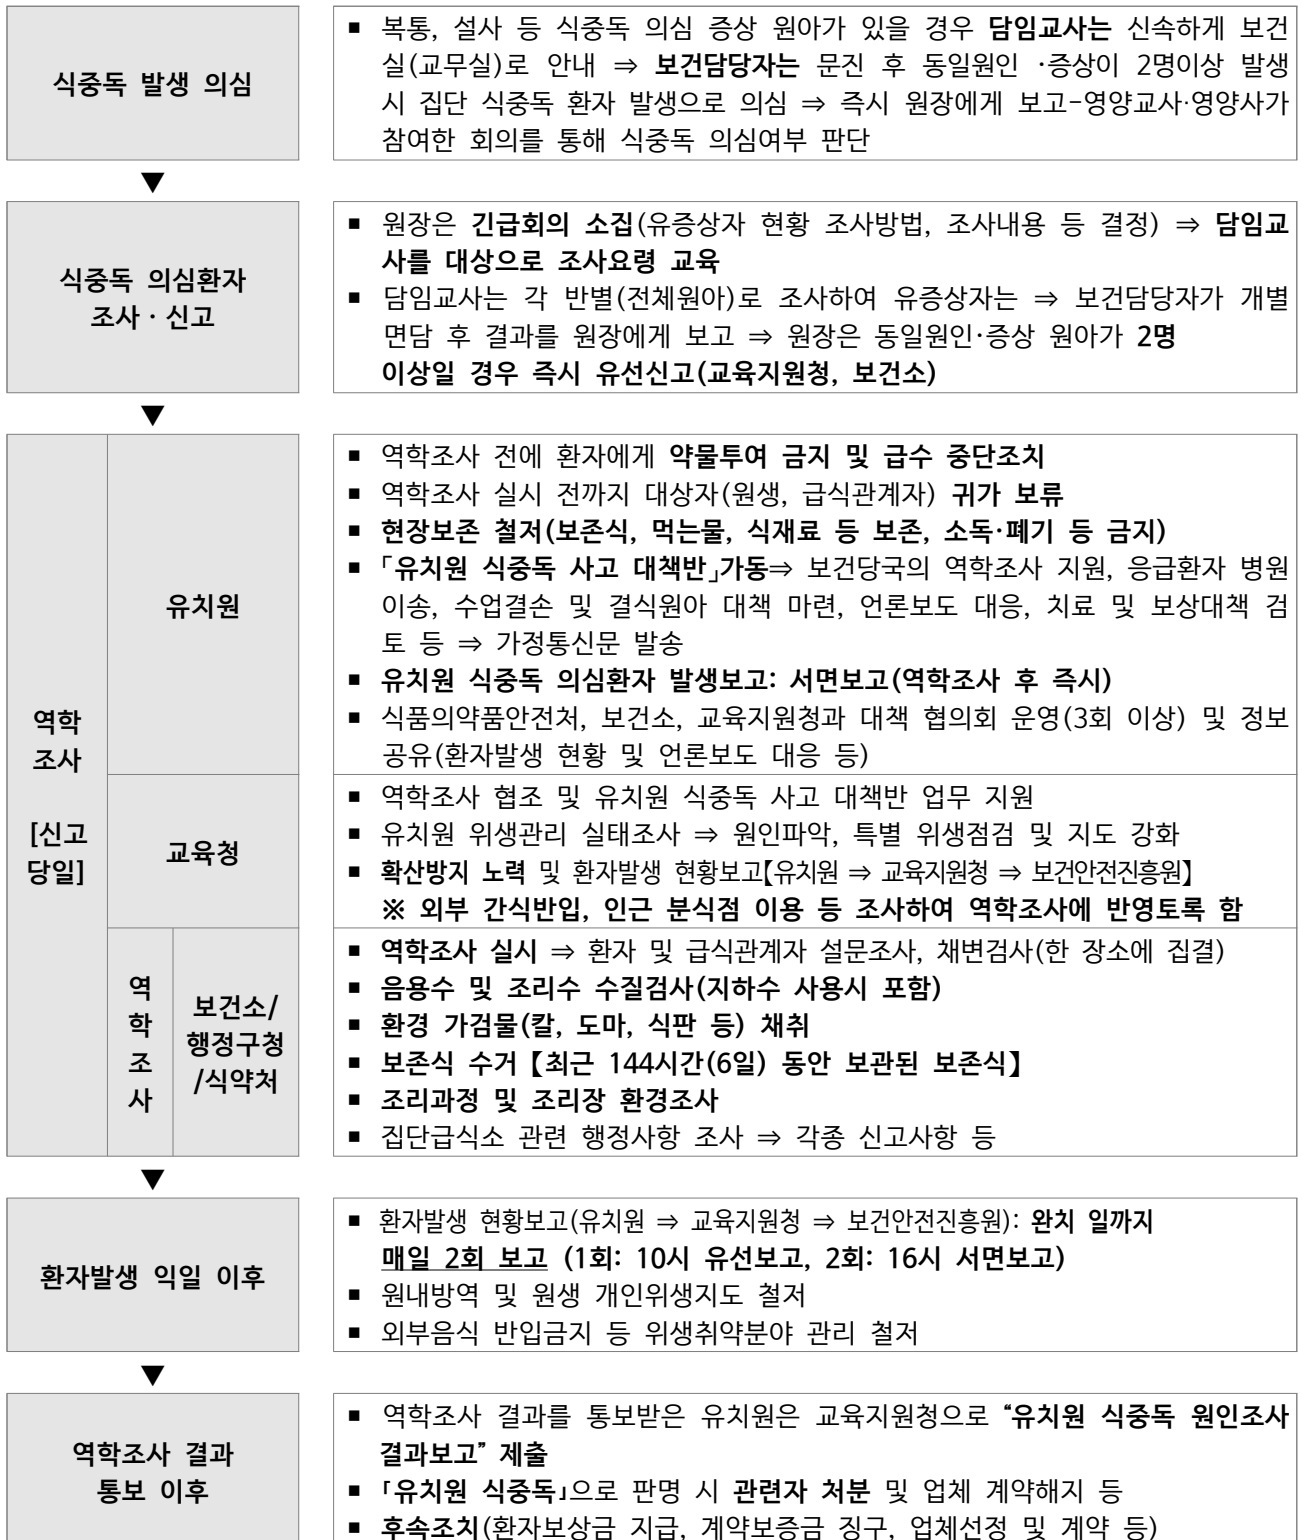 식중독 발생 의심
▪ 복통, 설사 등 식중독 의심 증상 원아가 있을 경우 담임교사는 신속하게 보건
실(교무실)로 안내 ⇒ 보건담당자는 문진 후 동일원인 ·증상이 2명이상 발생
시 집단 식중독 환자 발생으로 의심 ⇒ 즉시 원장에게 보고-영양교사·영양사가
참여한 회의를 통해 식중독 의심여부 판단
▼
식중독 의심환자
조사·신고
▪ 원장은 긴급회의 소집(유증상자 현황 조사방법, 조사내용 등 결정) ⇒ 담임교
사를 대상으로 조사요령 교육
▪ 담임교사는 각 반별(전체원아)로 조사하여 유증상자는 ⇒ 보건담당자가 개별
면담 후 결과를 원장에게 보고 ⇒ 원장은 동일원인·증상 원아가 2명
이상일 경우 즉시 유선신고(교육지원청, 보건소)
▼
역학
조사
[신고
당일]
유치원
▪ 역학조사 전에 환자에게 약물투여 금지 및 급수 중단조치
▪ 역학조사 실시 전까지 대상자(원생, 급식관계자) 귀가 보류
▪ 현장보존 철저(보존식, 먹는물, 식재료 등 보존, 소독·폐기 등 금지)
▪ 「유치원 식중독 사고 대책반」가동⇒ 보건당국의 역학조사 지원, 응급환자 병원
이송, 수업결손 및 결식원아 대책 마련, 언론보도 대응, 치료 및 보상대책 검
토 등 ⇒ 가정통신문 발송
▪ 유치원 식중독 의심환자 발생보고: 서면보고(역학조사 후 즉시)
▪ 식품의약품안전처, 보건소, 교육지원청과 대책 협의회 운영(3회 이상) 및 정보
공유(환자발생 현황 및 언론보도 대응 등)
교육청
▪ 역학조사 협조 및 유치원 식중독 사고 대책반 업무 지원
▪ 유치원 위생관리 실태조사 ⇒ 원인파악, 특별 위생점검 및 지도 강화
▪ 확산방지 노력 및 환자발생 현황보고【유치원 ⇒ 교육지원청 ⇒ 보건안전진흥원】
※ 외부 간식반입, 인근 분식점 이용 등 조사하여 역학조사에 반영토록 함
역
학
조
사
보건소/
행정구청
/식약처
▪ 역학조사 실시 ⇒ 환자 및 급식관계자 설문조사, 채변검사(한 장소에 집결)
▪ 음용수 및 조리수 수질검사(지하수 사용시 포함)
▪ 환경 가검물(칼, 도마, 식판 등) 채취
▪ 보존식 수거【최근 144시간(6일) 동안 보관된 보존식】
▪ 조리과정 및 조리장 환경조사
▪ 집단급식소 관련 행정사항 조사 ⇒ 각종 신고사항 등
▼
환자발생 익일 이후
▪ 환자발생 현황보고(유치원 ⇒ 교육지원청 ⇒ 보건안전진흥원): 완치 일까지
매일 2회 보고 (1회: 10시 유선보고, 2회: 16시 서면보고)
▪ 원내방역 및 원생 개인위생지도 철저
▪ 외부음식 반입금지 등 위생취약분야 관리 철저
▼
역학조사 결과
통보 이후
▪ 역학조사 결과를 통보받은 유치원은 교육지원청으로 “유치원 식중독 원인조사
결과보고” 제출
▪ 「유치원 식중독」으로 판명 시 관련자 처분 및 업체 계약해지 등
▪ 후속조치(환자보상금 지급, 계약보증금 징구, 업체선정 및 계약 등)